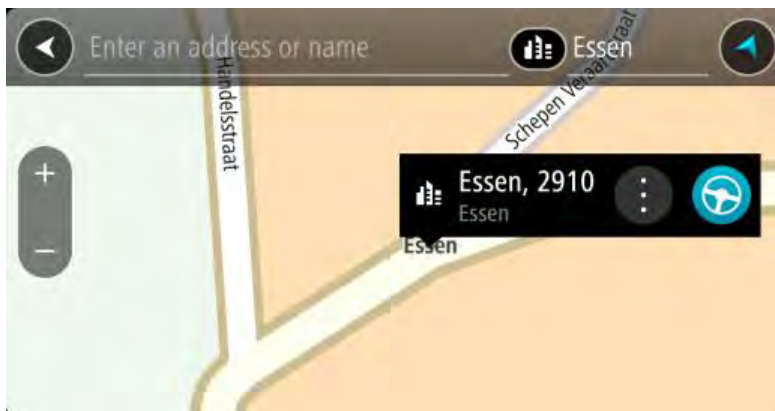 Enter an address or name
Essen
Handelsstraat
Schepen Veraartstraat
Essen, 2910
Essen
Essen